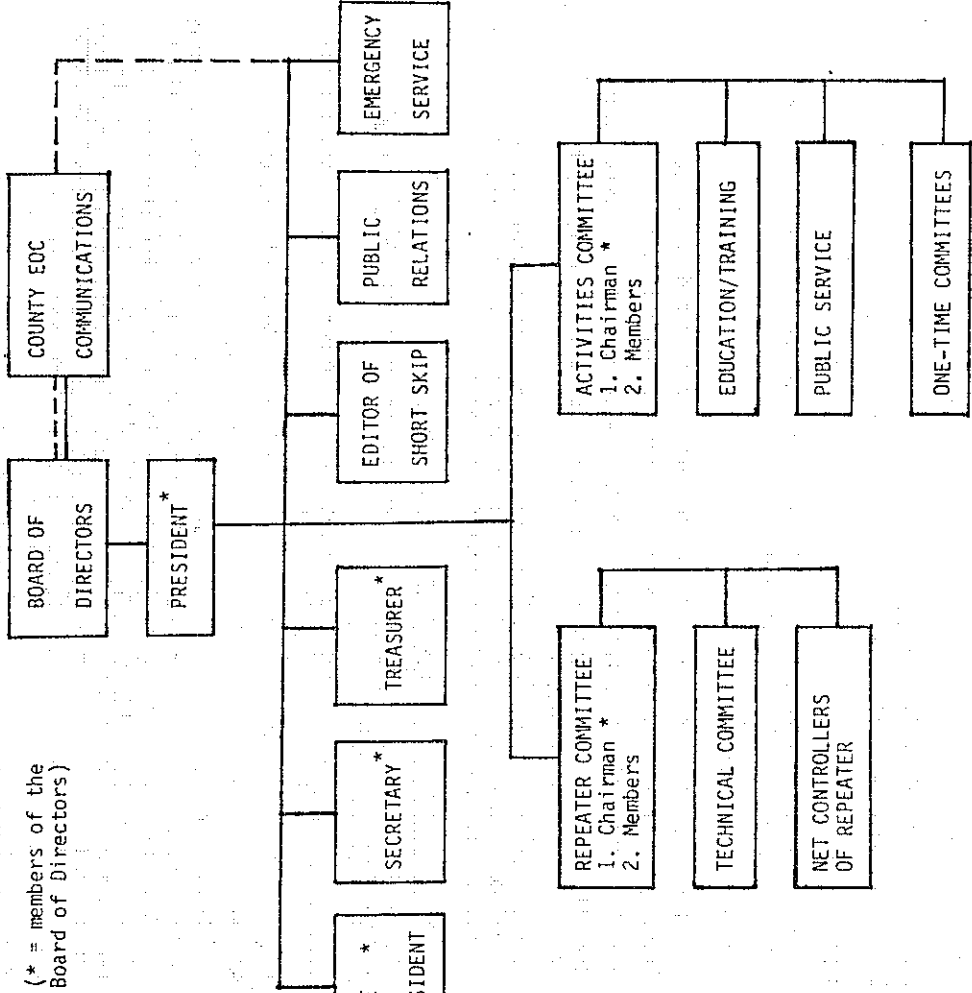 (* = members of the
Board of Directors)
BOARD OF
DIRECTORS
COUNTY EOC
COMMUNICATIONS
PRESIDENT*
E *
SIDENT
SECRETARY*
TREASURER*
EDITOR OF
SHORT SKIP
PUBLIC
RELATIONS
EMERGENCY
SERVICE
REPEATER COMMITTEE
1. Chairman *
2. Members
TECHNICAL COMMITTEE
NET CONTROLLERS
OF REPEATER
ACTIVITIES COMMITTEE
1. Chairman *
2. Members
EDUCATION/TRAINING
PUBLIC SERVICE
ONE-TIME COMMITTEES